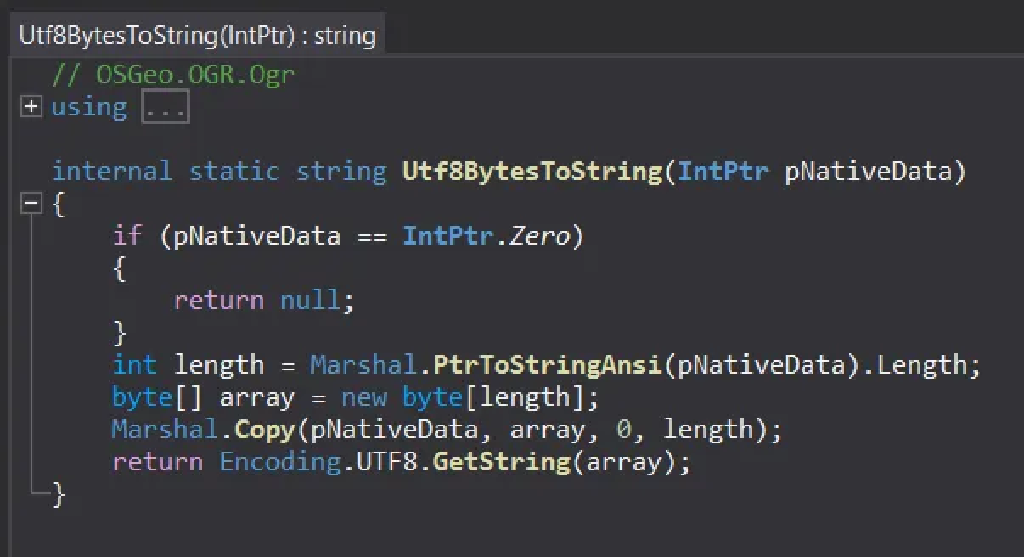 Utf8BytesToString(IntPtr) : string
// OSGeo.OGR.Ogr
using ...
internal static string Utf8BytesToString(IntPtr pNativeData)
{
if (pNativeData == IntPtr.Zero)
{
return null;
}
int length = Marshal.PtrToStringAnsi(pNativeData).Length;
byte[] array = new byte[length];
Marshal.Copy(pNativeData, array, 0, length);
return Encoding.UTF8.GetString(array);
}